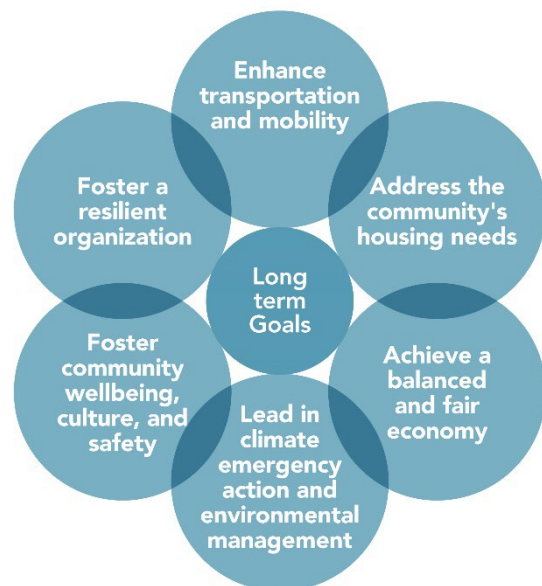 Enhance
transportation
and mobility
Foster a
resilient
organization
Address the
community's
housing needs
Long
term
Goals
Foster
community
wellbeing,
culture, and
safety
Achieve a
balanced
and fair
economy
Lead in
climate
emergency
action and
environmental
management